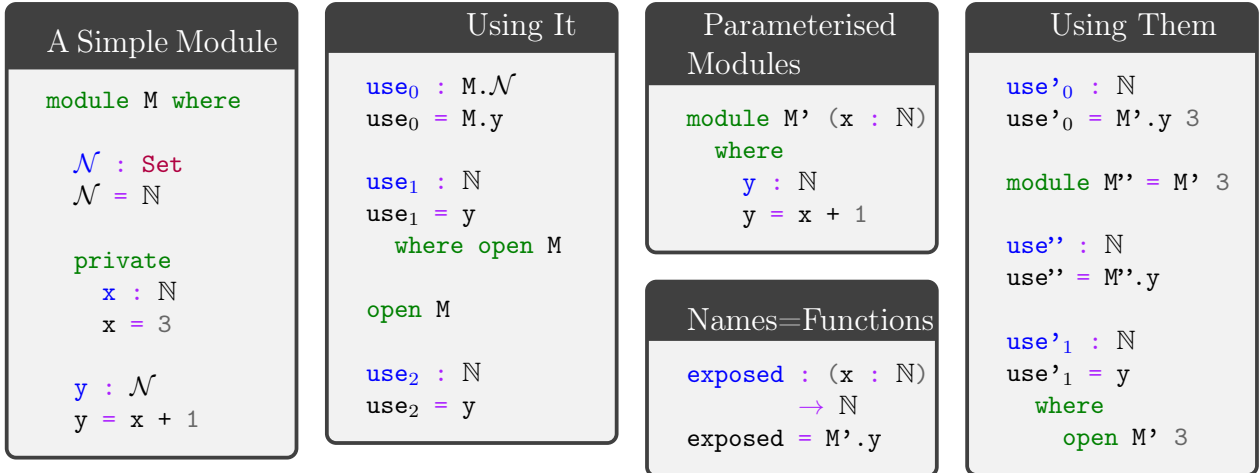 A Simple Module
module M where
𝒩 : Set
𝒩 = ℕ
private
x : ℕ
x = 3
y : 𝒩
y = x + 1
Using It
use₀ : M.𝒩
use₀ = M.y
use₁ : ℕ
use₁ = y
where open M
open M
use₂ : ℕ
use₂ = y
Parameterised
Modules
module M’ (x : ℕ)
where
y : ℕ
y = x + 1
Names=Functions
exposed : (x : ℕ)
→ ℕ
exposed = M’.y
Using Them
use’₀ : ℕ
use’₀ = M’.y 3
module M’’ = M’ 3
use’’ : ℕ
use’’ = M’’.y
use’₁ : ℕ
use’₁ = y
where
open M’ 3